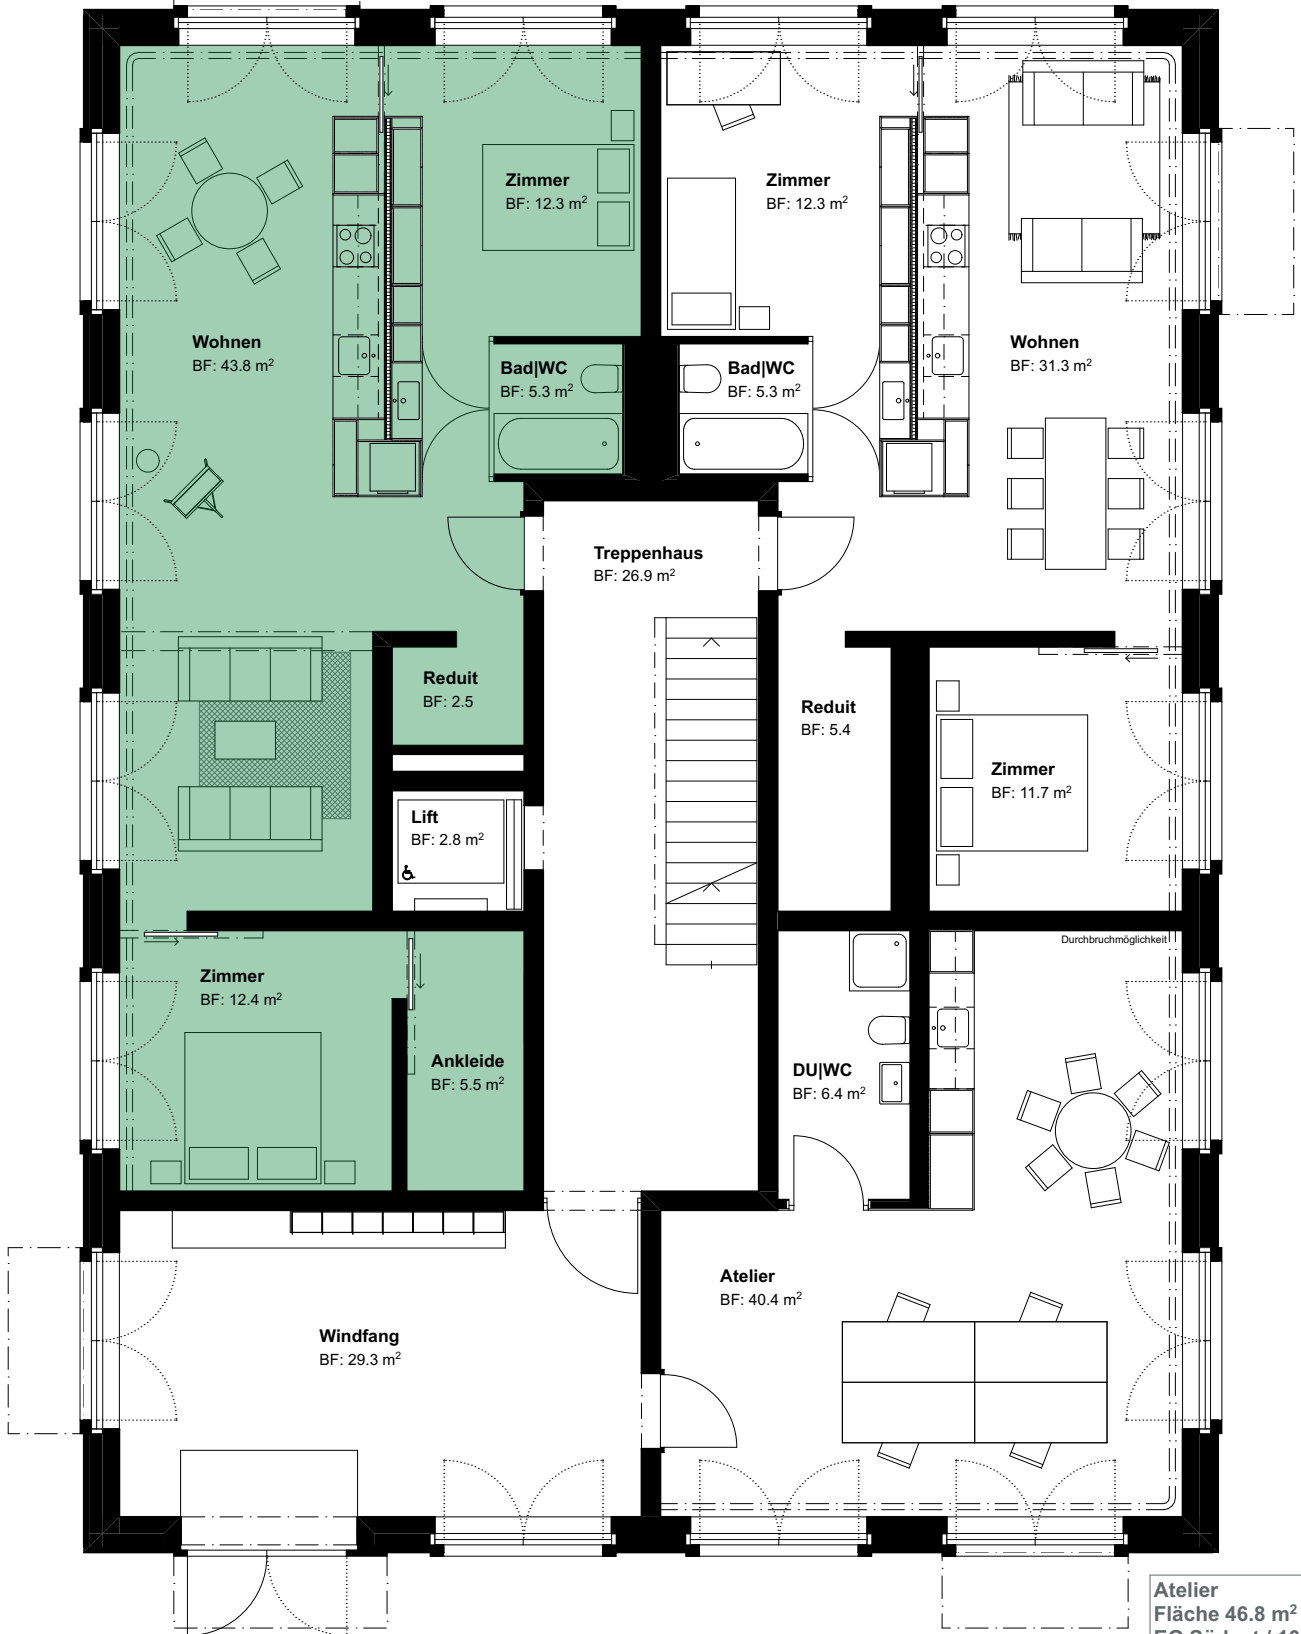 Zimmer
BF: 12.3 m²
Zimmer
BF: 12.3 m²
Wohnen
BF: 43.8 m²
Bad|WC
BF: 5.3 m²
Bad|WC
BF: 5.3 m²
Wohnen
BF: 31.3 m²
Treppenhaus
BF: 26.9 m²
Reduit
BF: 2.5
Reduit
BF: 5.4
Zimmer
BF: 11.7 m²
Lift
BF: 2.8 m²
Durchbruchmöglichkeit
Zimmer
BF: 12.4 m²
Ankleide
BF: 5.5 m²
DU|WC
BF: 6.4 m²
Atelier
BF: 40.4 m²
Windfang
BF: 29.3 m²
Atelier
Fläche 46.8 m²